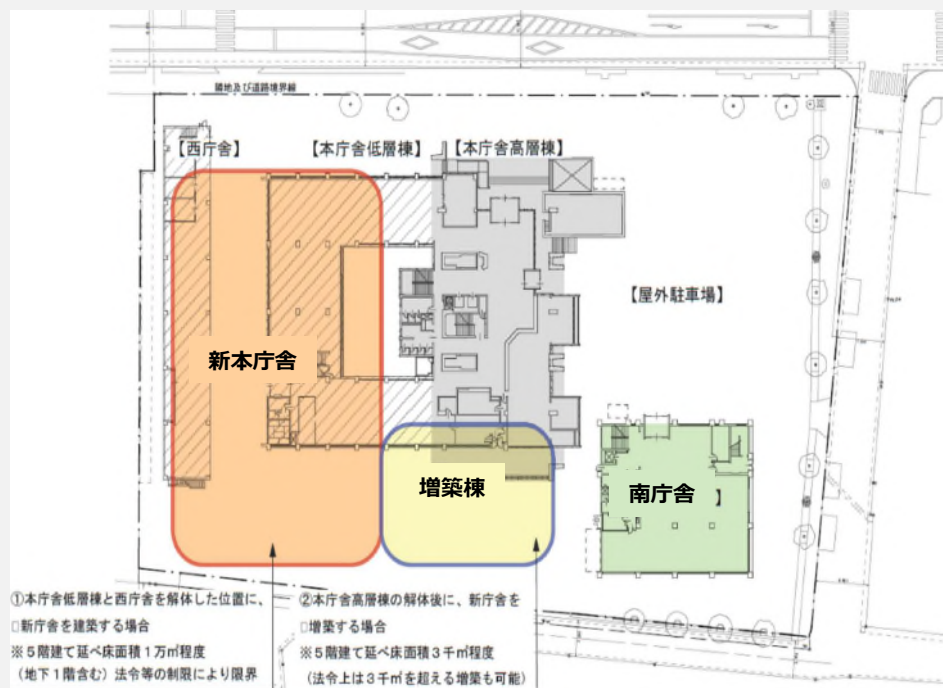 隣地及び道路境界線
【西庁舎】
【本庁舎低層棟】
【本庁舎高層棟】
【屋外駐車場】
新本庁舎
増築棟
南庁舎
】
①本庁舎低層棟と西庁舎を解体した位置に、
□新庁舎を建築する場合
※５階建て延べ床面積１万㎡程度
(地下１階含む）法令等の制限により限界
②本庁舎高層棟の解体後に、新庁舎を
□増築する場合
※５階建て延べ床面積３千㎡程度
(法令上は３千㎡を超える増築も可能)